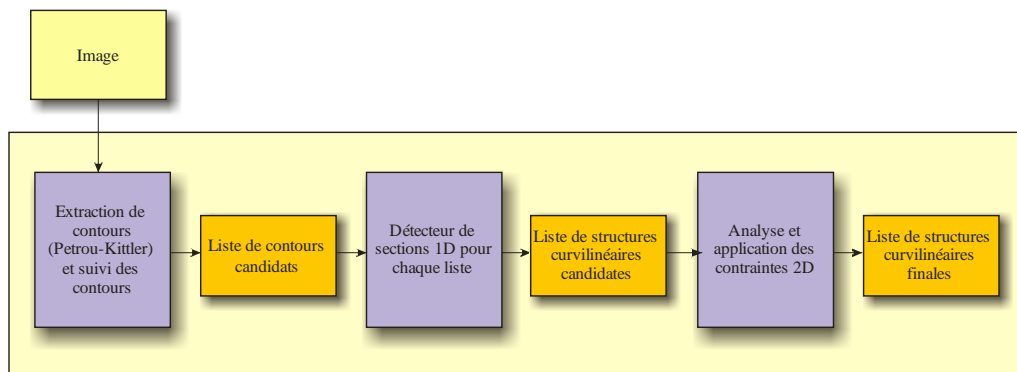 Image
Extraction de
contours
(Petrou-Kittler)
et suivi des
contours
Liste de contours
candidats
Détecteur de
sections 1D pour
chaque liste
Liste de structures
curvilinéaires
candidates
Analyse et
application des
contraintes 2D
Liste de structures
curvilinéaires
finales